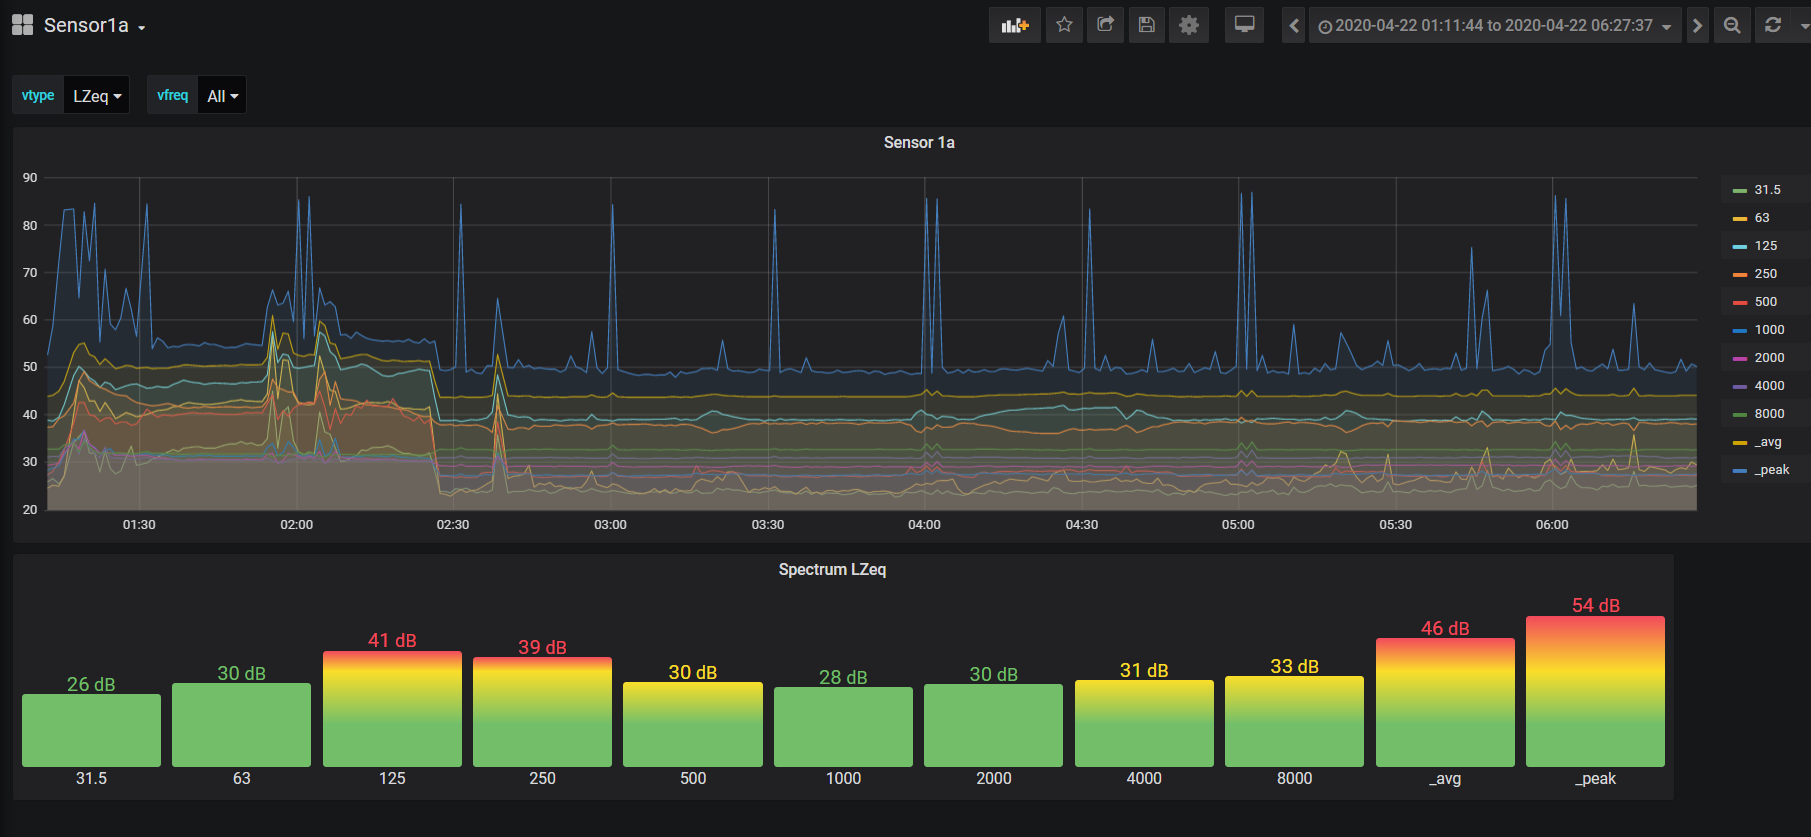 Sensor1a
2020-04-22 01:11:44 to 2020-04-22 06:27:37
vtype LZeq vfreq All
Sensor 1a
90
80
70
60
50
40
30
20
01:30 02:00 02:30 03:00 03:30 04:00 04:30 05:00 05:30 06:00
31.5
63
125
250
500
1000
2000
4000
8000
_avg
_peak
Spectrum LZeq
26 dB 30 dB 41 dB 39 dB 30 dB 28 dB 30 dB 31 dB 33 dB 46 dB 54 dB
31.5 63 125 250 500 1000 2000 4000 8000 _avg _peak